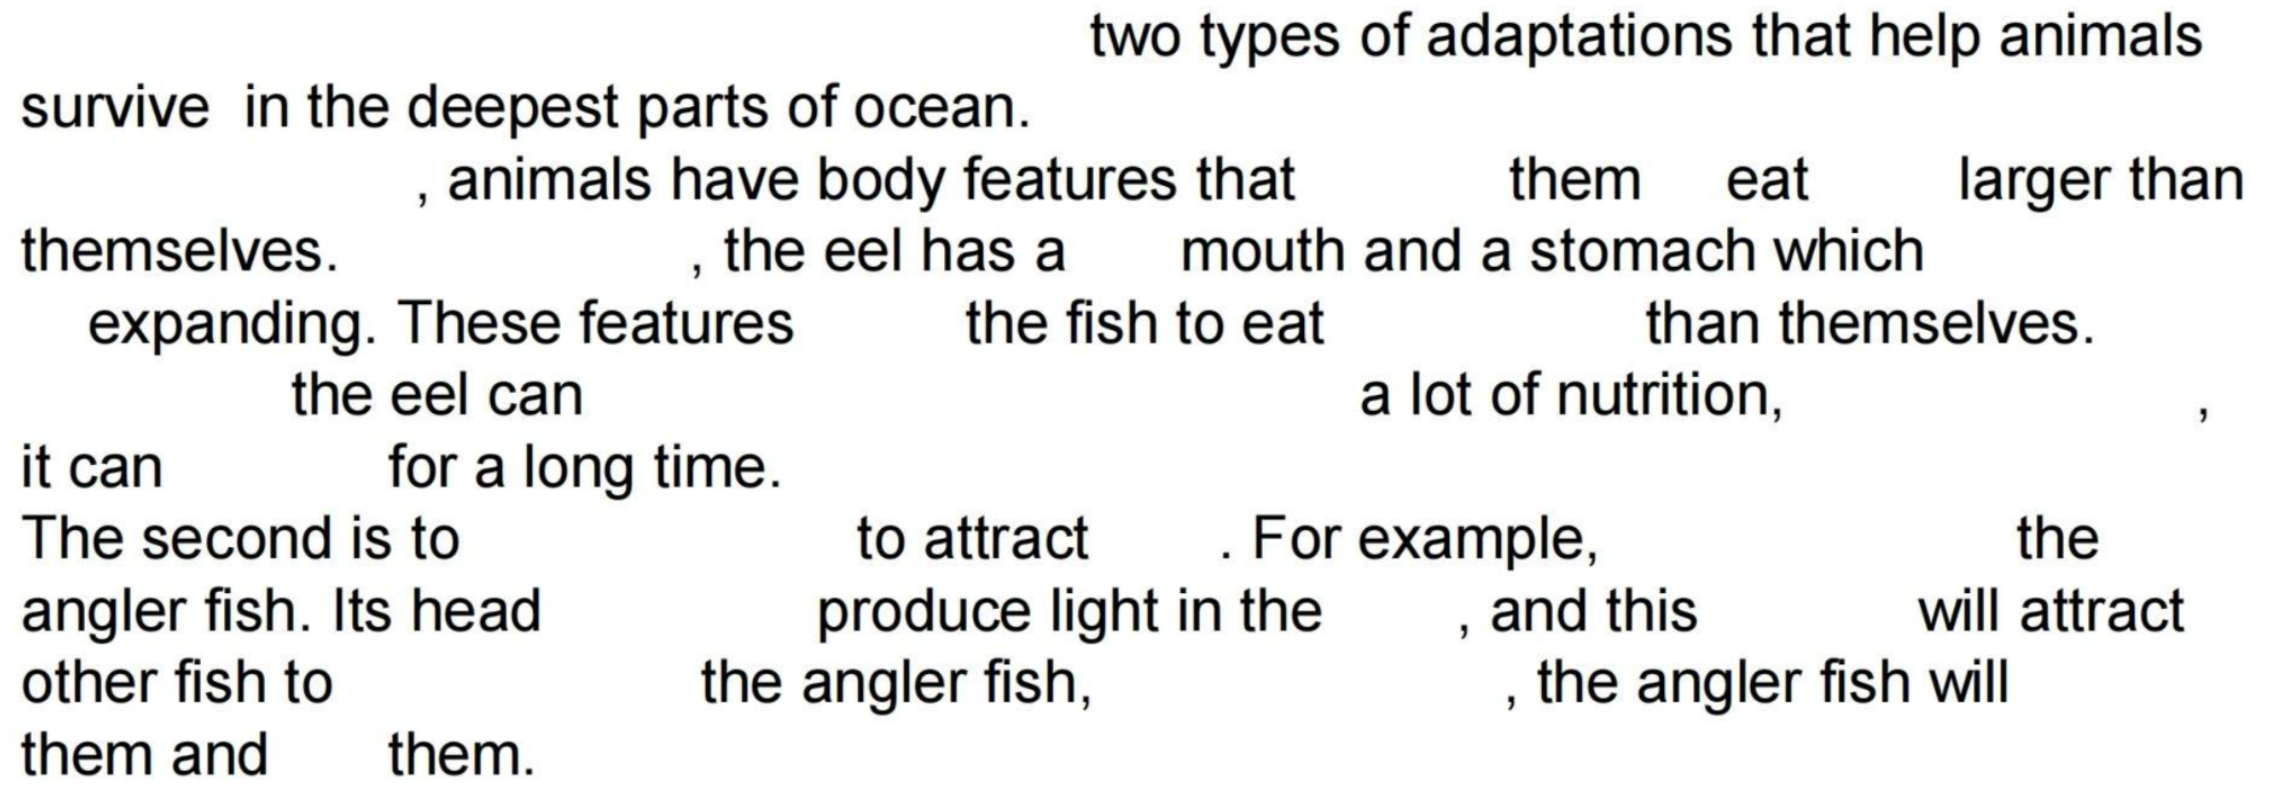 two types of adaptations that help animals
survive in the deepest parts of ocean.
, animals have body features that them eat larger than
themselves. , the eel has a mouth and a stomach which
expanding. These features the fish to eat than themselves.
the eel can a lot of nutrition, ,
it can for a long time.
The second is to to attract . For example, the
angler fish. Its head produce light in the , and this will attract
other fish to the angler fish, , the angler fish will
them and them.